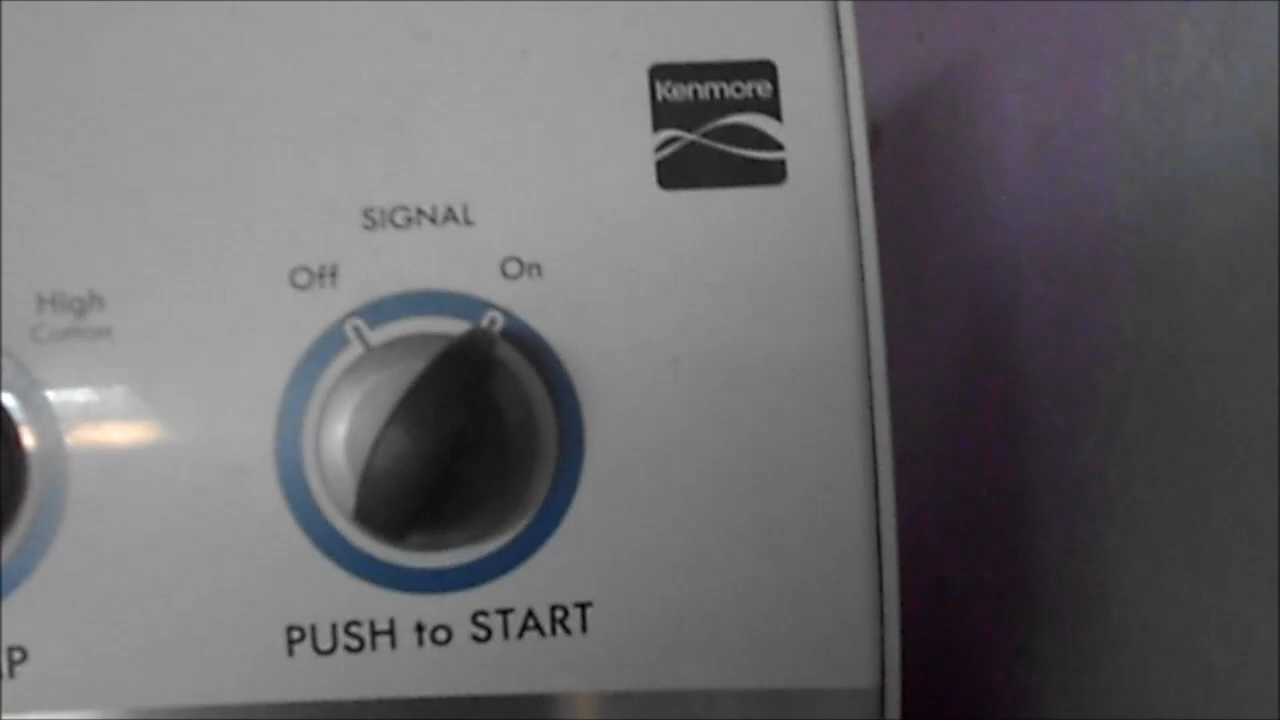 Kenmore
SIGNAL
Off On
High
Cotton
PUSH to START
P